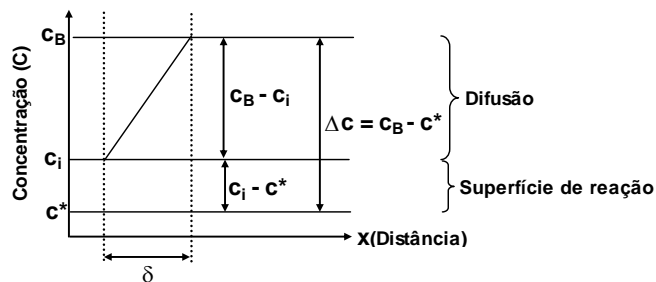 Concentração (C)
c_B
c_i
c*
c_B - c_i
c_i - c*
Δc = c_B - c*
Difusão
Superfície de reação
x(Distância)
δ